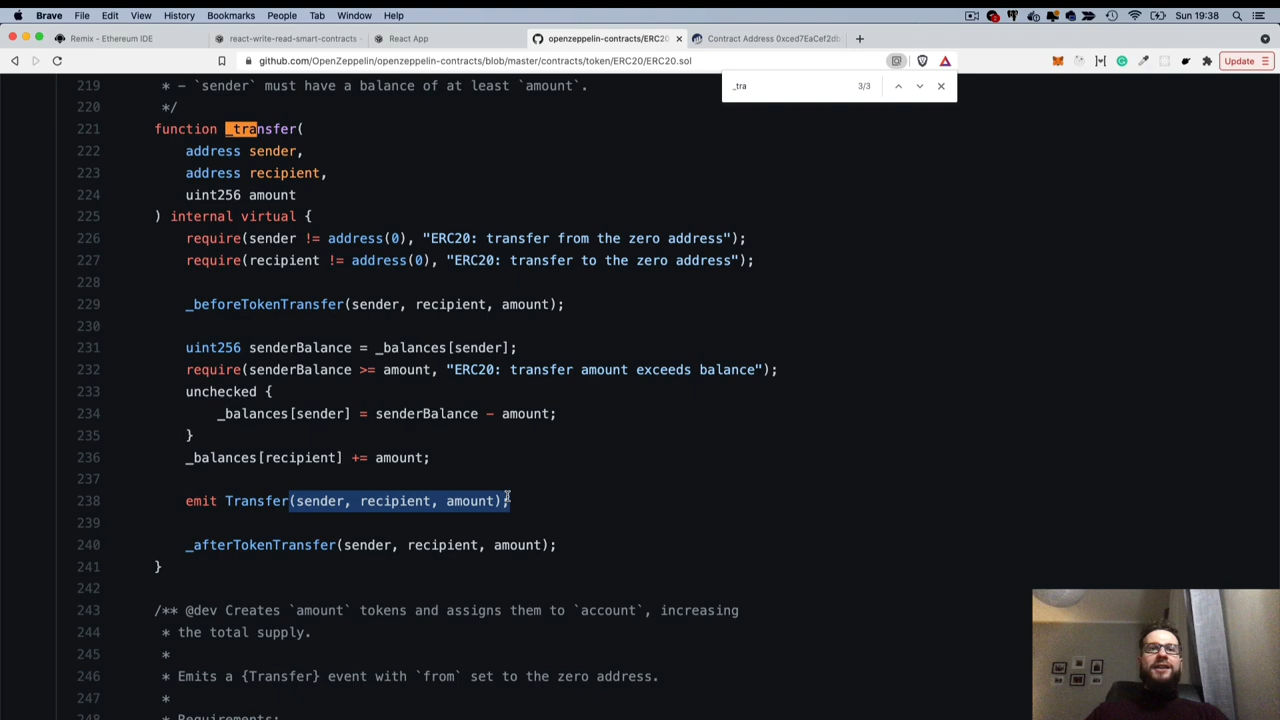 Brave File Edit View History Bookmarks People Tab Window Help Sun 19:38
Remix - Ethereum IDE react-write-read-smart-contracts React App openzeppelin-contracts/ERC20 Contract Address 0xced7EaCef2d
github.com/OpenZeppelin/openzeppelin-contracts/blob/master/contracts/token/ERC20/ERC20.sol Update
_tra 3/3
219 * - `sender` must have a balance of at least `amount`.
220 */
221 function _transfer(
222 address sender,
223 address recipient,
224 uint256 amount
225 ) internal virtual {
226 require(sender != address(0), "ERC20: transfer from the zero address");
227 require(recipient != address(0), "ERC20: transfer to the zero address");
228
229 _beforeTokenTransfer(sender, recipient, amount);
230
231 uint256 senderBalance = _balances[sender];
232 require(senderBalance >= amount, "ERC20: transfer amount exceeds balance");
233 unchecked {
234 _balances[sender] = senderBalance - amount;
235 }
236 _balances[recipient] += amount;
237
238 emit Transfer(sender, recipient, amount);
239
240 _afterTokenTransfer(sender, recipient, amount);
241 }
242
243 /** @dev Creates `amount` tokens and assigns them to `account`, increasing
244 * the total supply.
245 *
246 * Emits a {Transfer} event with `from` set to the zero address.
247 *
248 * Requirements: